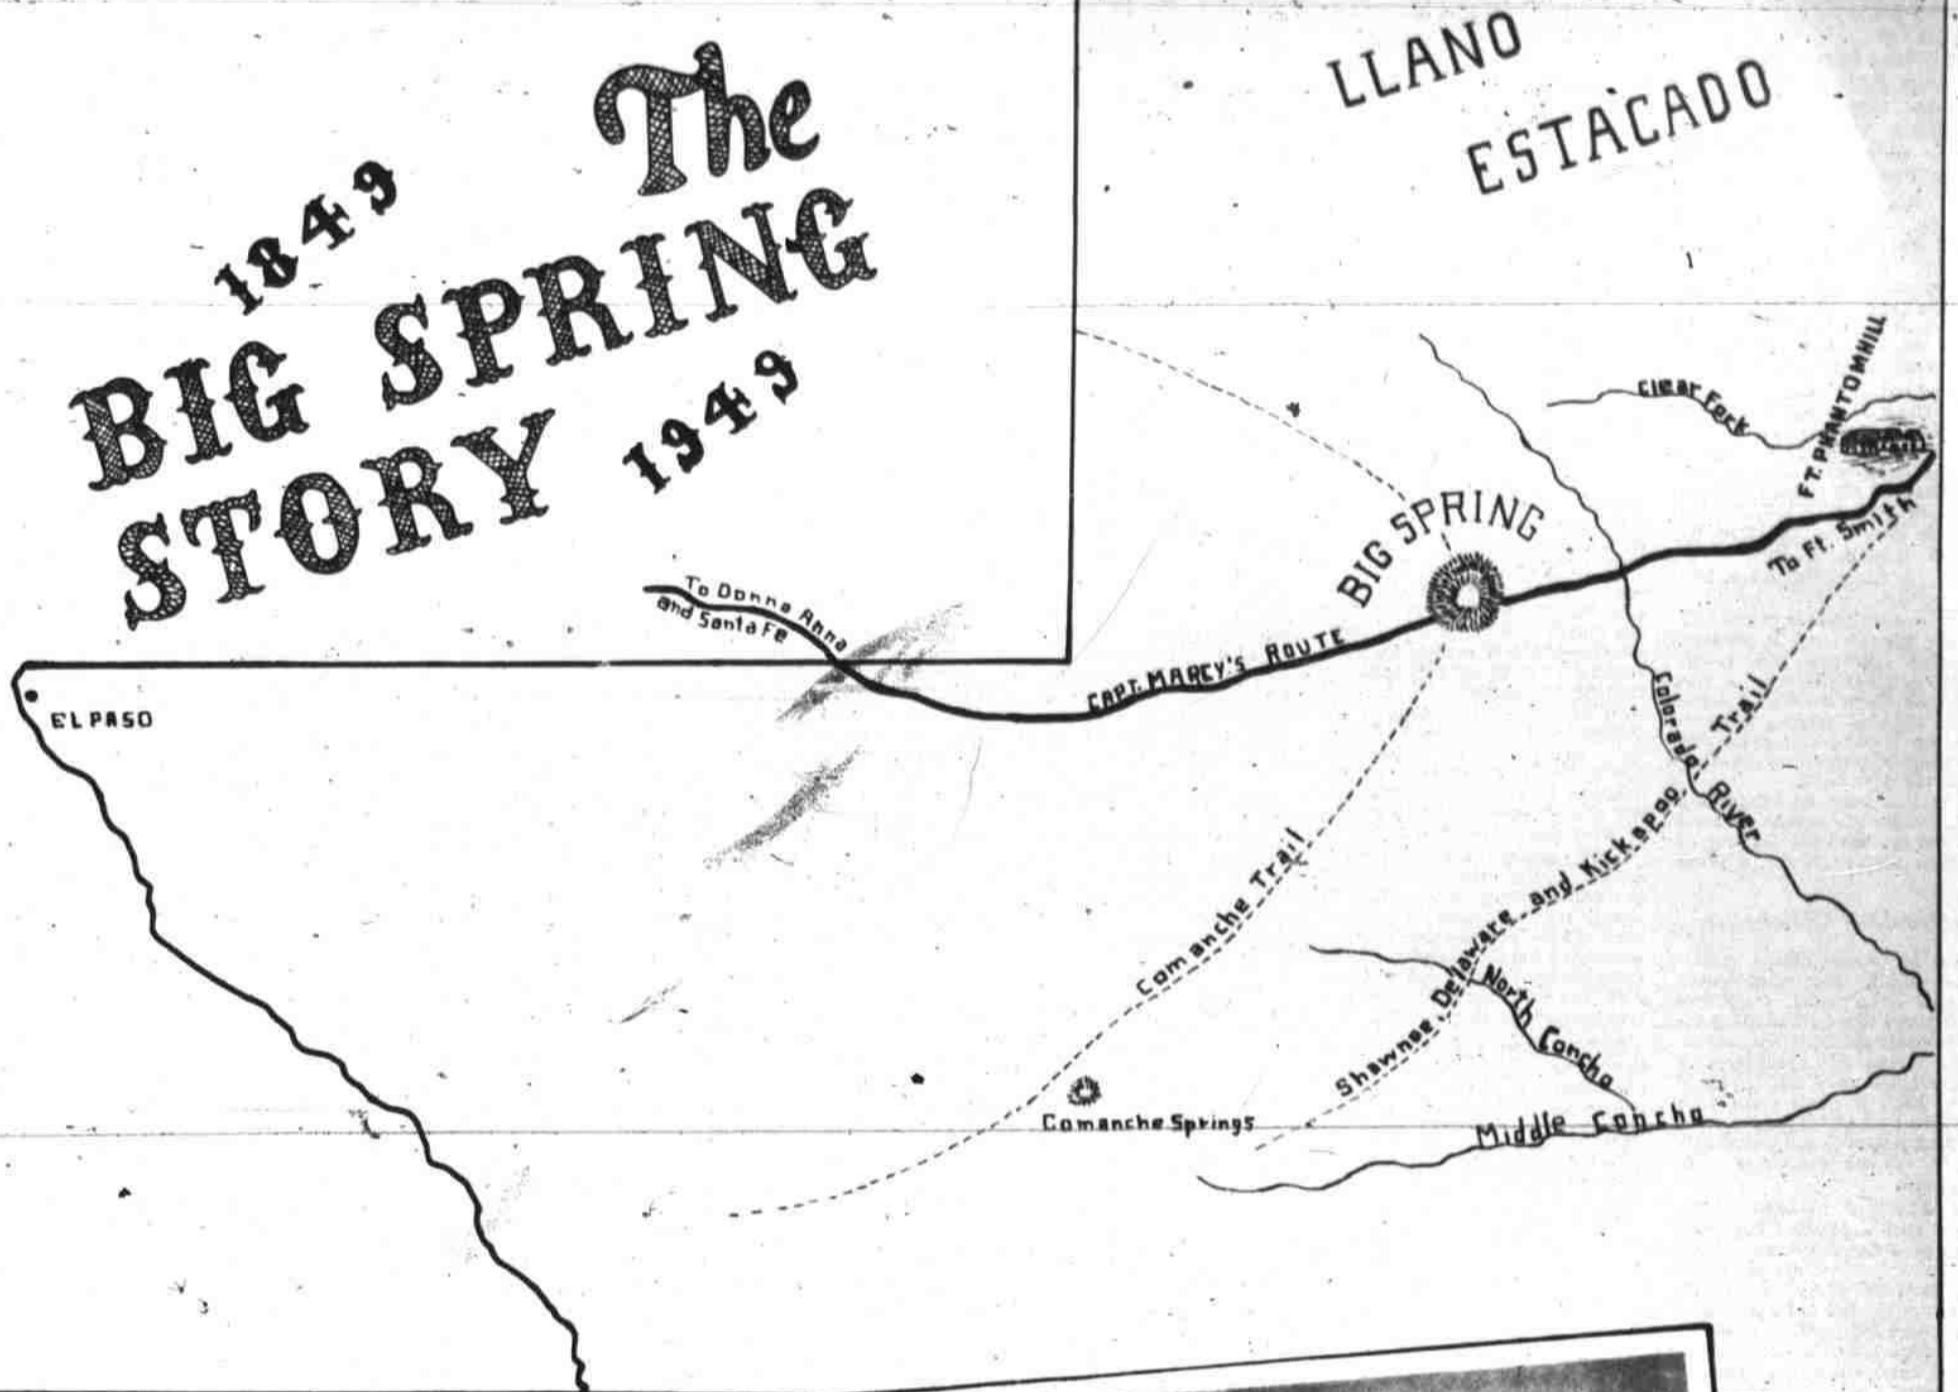 The
1849
BIG SPRING
STORY
1949
LLANO
ESTACADO
Clear Fork
FT. PHANTOMHILL
BIG SPRING
To Ft. Smith
To Donna Anna
and Santa Fe
CAPT. MARCY'S ROUTE
EL PASO
Colorado River
Comanche Trail
Shawnee, Delaware and Kickapoo Trail
North Concho
Comanche Springs
Middle Concho